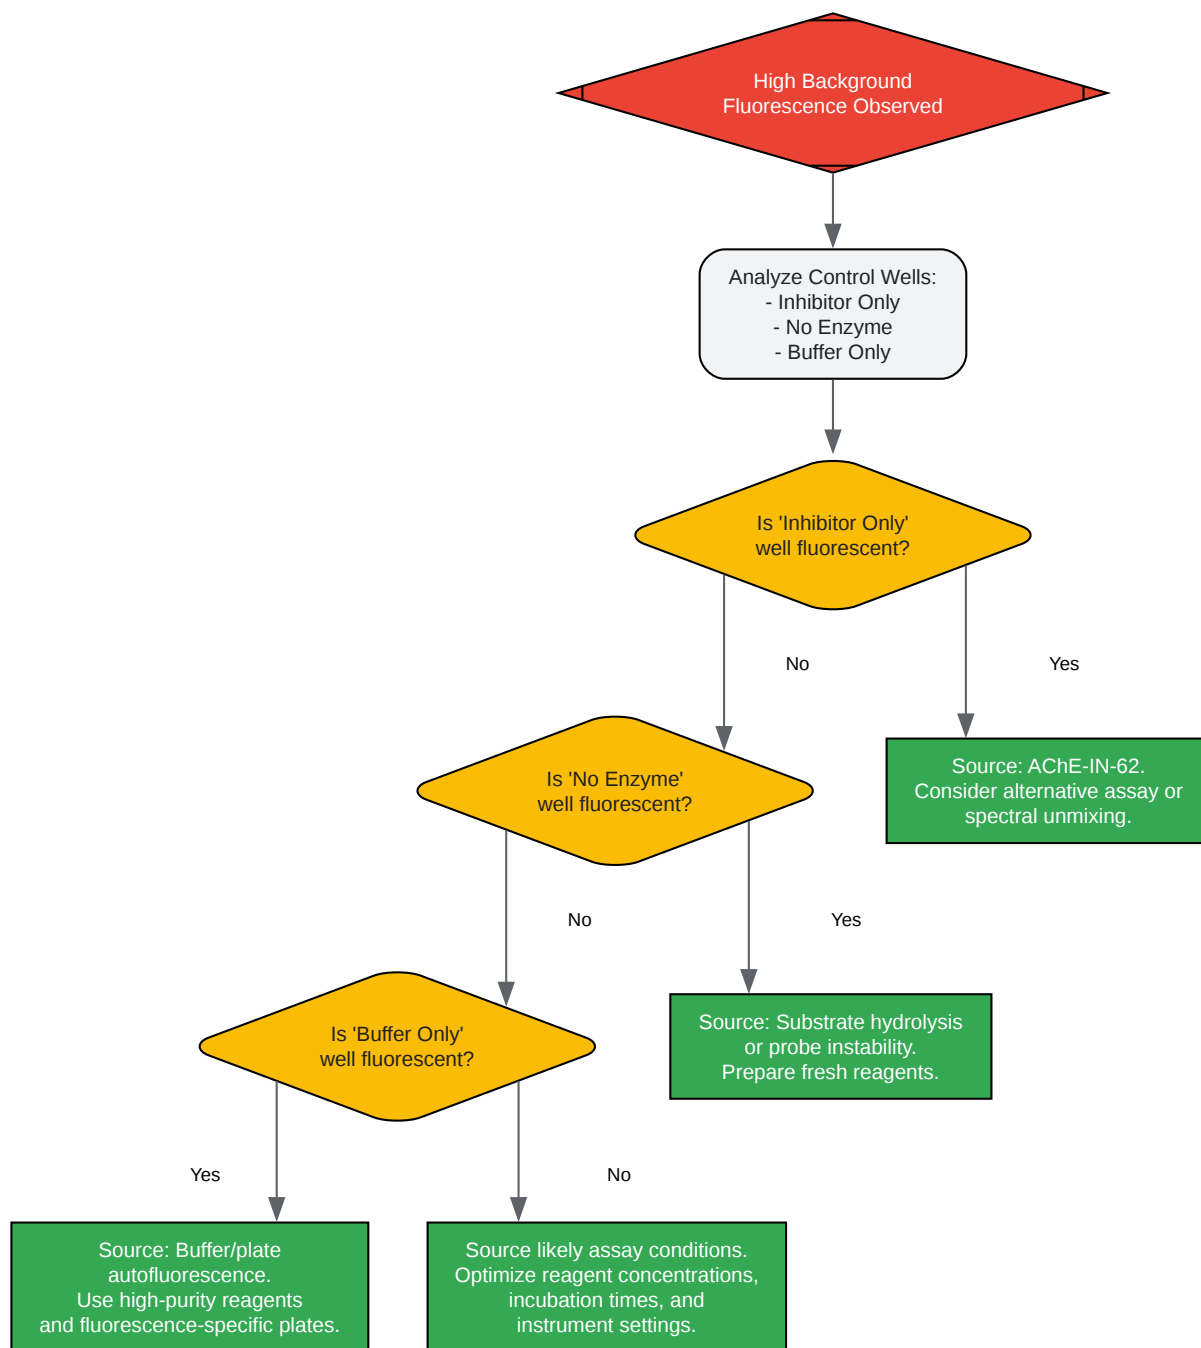 High Background
Fluorescence Observed
Analyze Control Wells:
- Inhibitor Only
- No Enzyme
- Buffer Only
Is 'Inhibitor Only'
well fluorescent?
No
Yes
Is 'No Enzyme'
well fluorescent?
Source: AChE-IN-62.
Consider alternative assay or
spectral unmixing.
No
Yes
Is 'Buffer Only'
well fluorescent?
Source: Substrate hydrolysis
or probe instability.
Prepare fresh reagents.
Yes
No
Source: Buffer/plate
autofluorescence.
Use high-purity reagents
and fluorescence-specific plates.
Source likely assay conditions.
Optimize reagent concentrations,
incubation times, and
instrument settings.